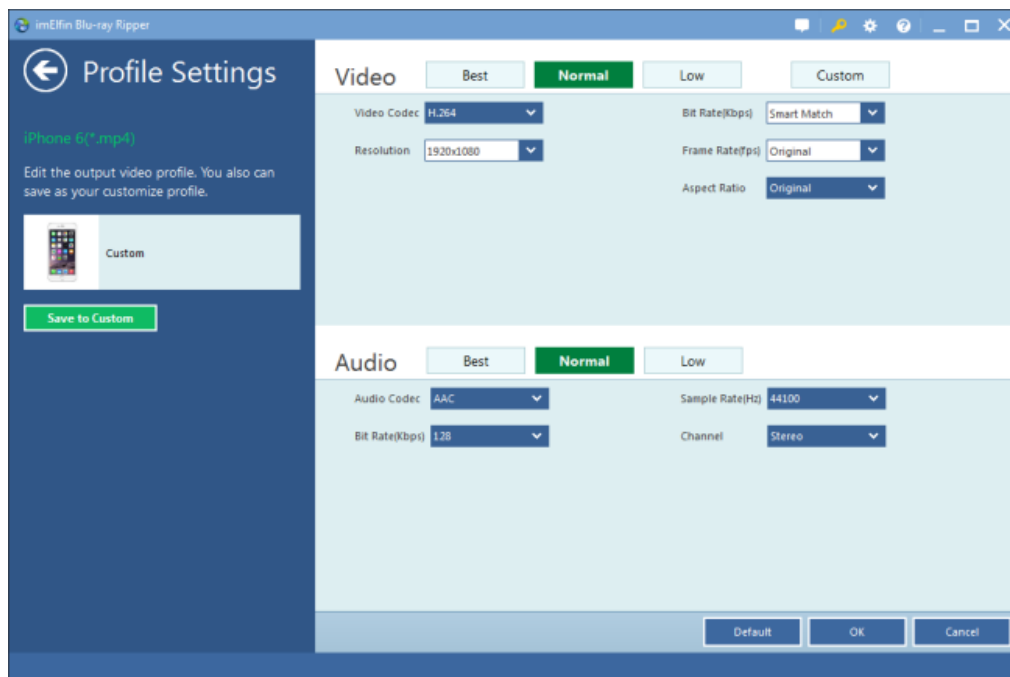 imElfin Blu-ray Ripper
Profile Settings
iPhone 6(*.mp4)
Edit the output video profile. You also can
save as your customize profile.
Custom
Save to Custom
Video Best Normal Low Custom
Video Codec H.264 Bit Rate(Kbps) Smart Match
Resolution 1920x1080 Frame Rate(fps) Original
Aspect Ratio Original
Audio Best Normal Low
Audio Codec AAC Sample Rate(Hz) 44100
Bit Rate(Kbps) 128 Channel Stereo
Default OK Cancel